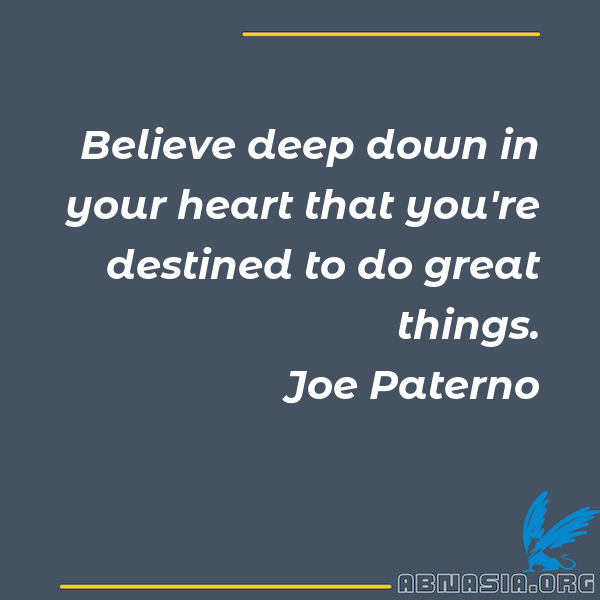 Believe deep down in
your heart that you're
destined to do great
things.
Joe Paterno
ABNASIA.ORG